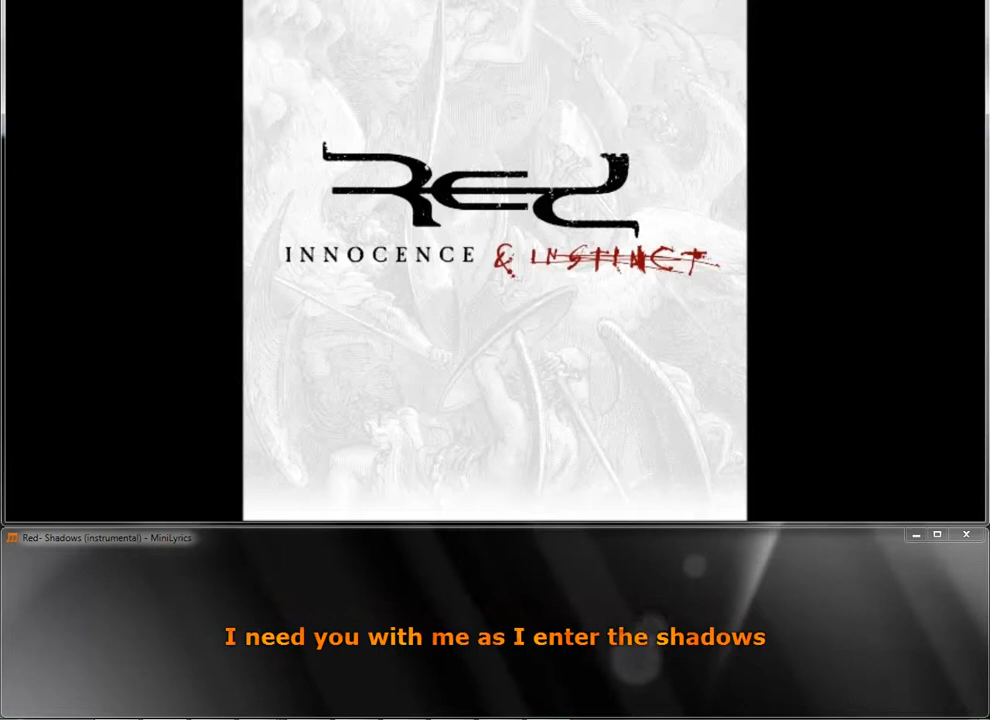 RED
INNOCENCE & INSTINCT
Red- Shadows (instrumental) - MiniLyrics
I need you with me as I enter the shadows